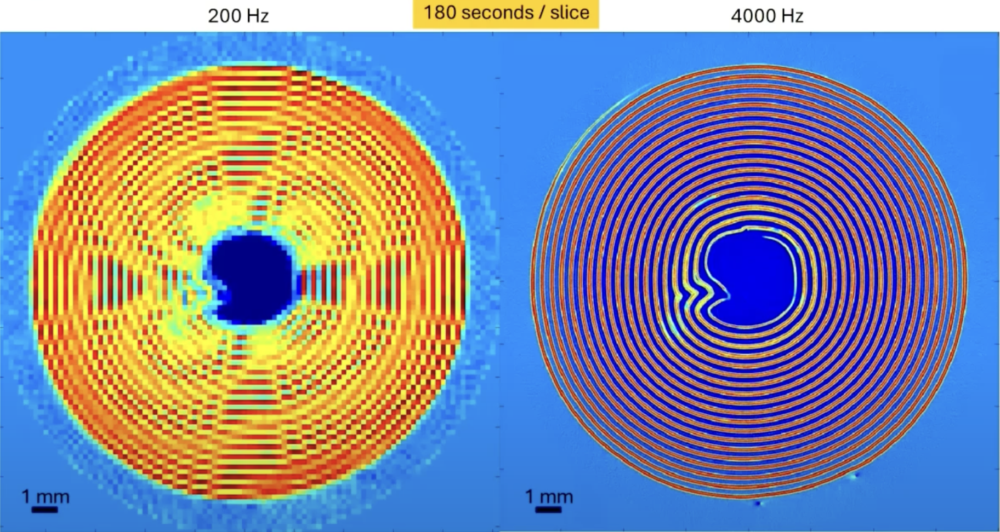 200 Hz
180 seconds / slice
4000 Hz
1 mm
1 mm